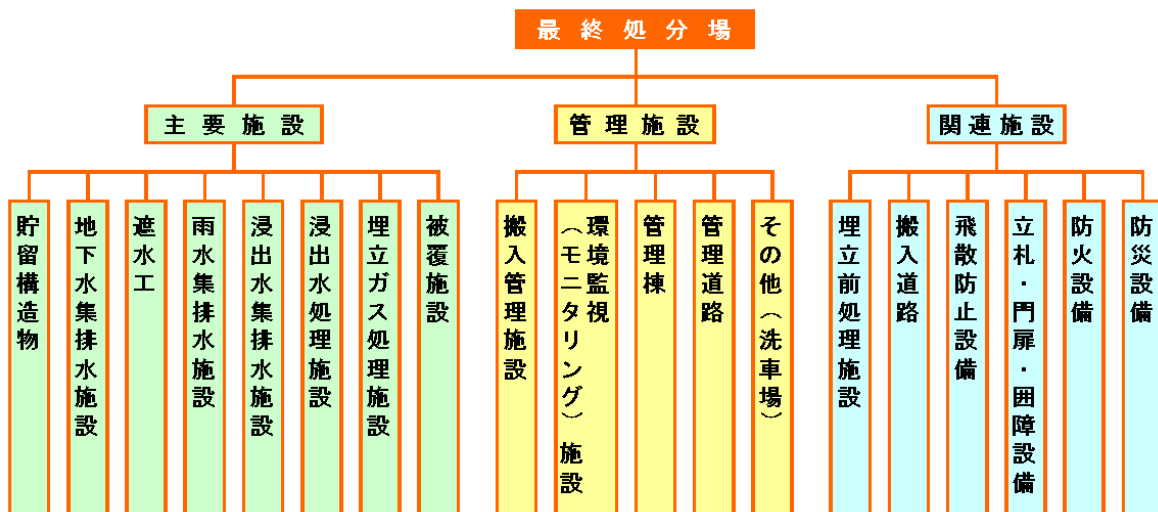 最終処分場
主要施設
管理施設
関連施設
貯留構造物
地下水集排水施設
遮水工
雨水集排水施設
浸出水集排水施設
浸出水処理施設
埋立ガス処理施設
被覆施設
搬入管理施設
環境監視
（モニタリング）施設
管理棟
管理道路
その他（洗車場）
埋立前処理施設
搬入道路
飛散防止設備
立札・門扉・囲障設備
防火設備
防災設備